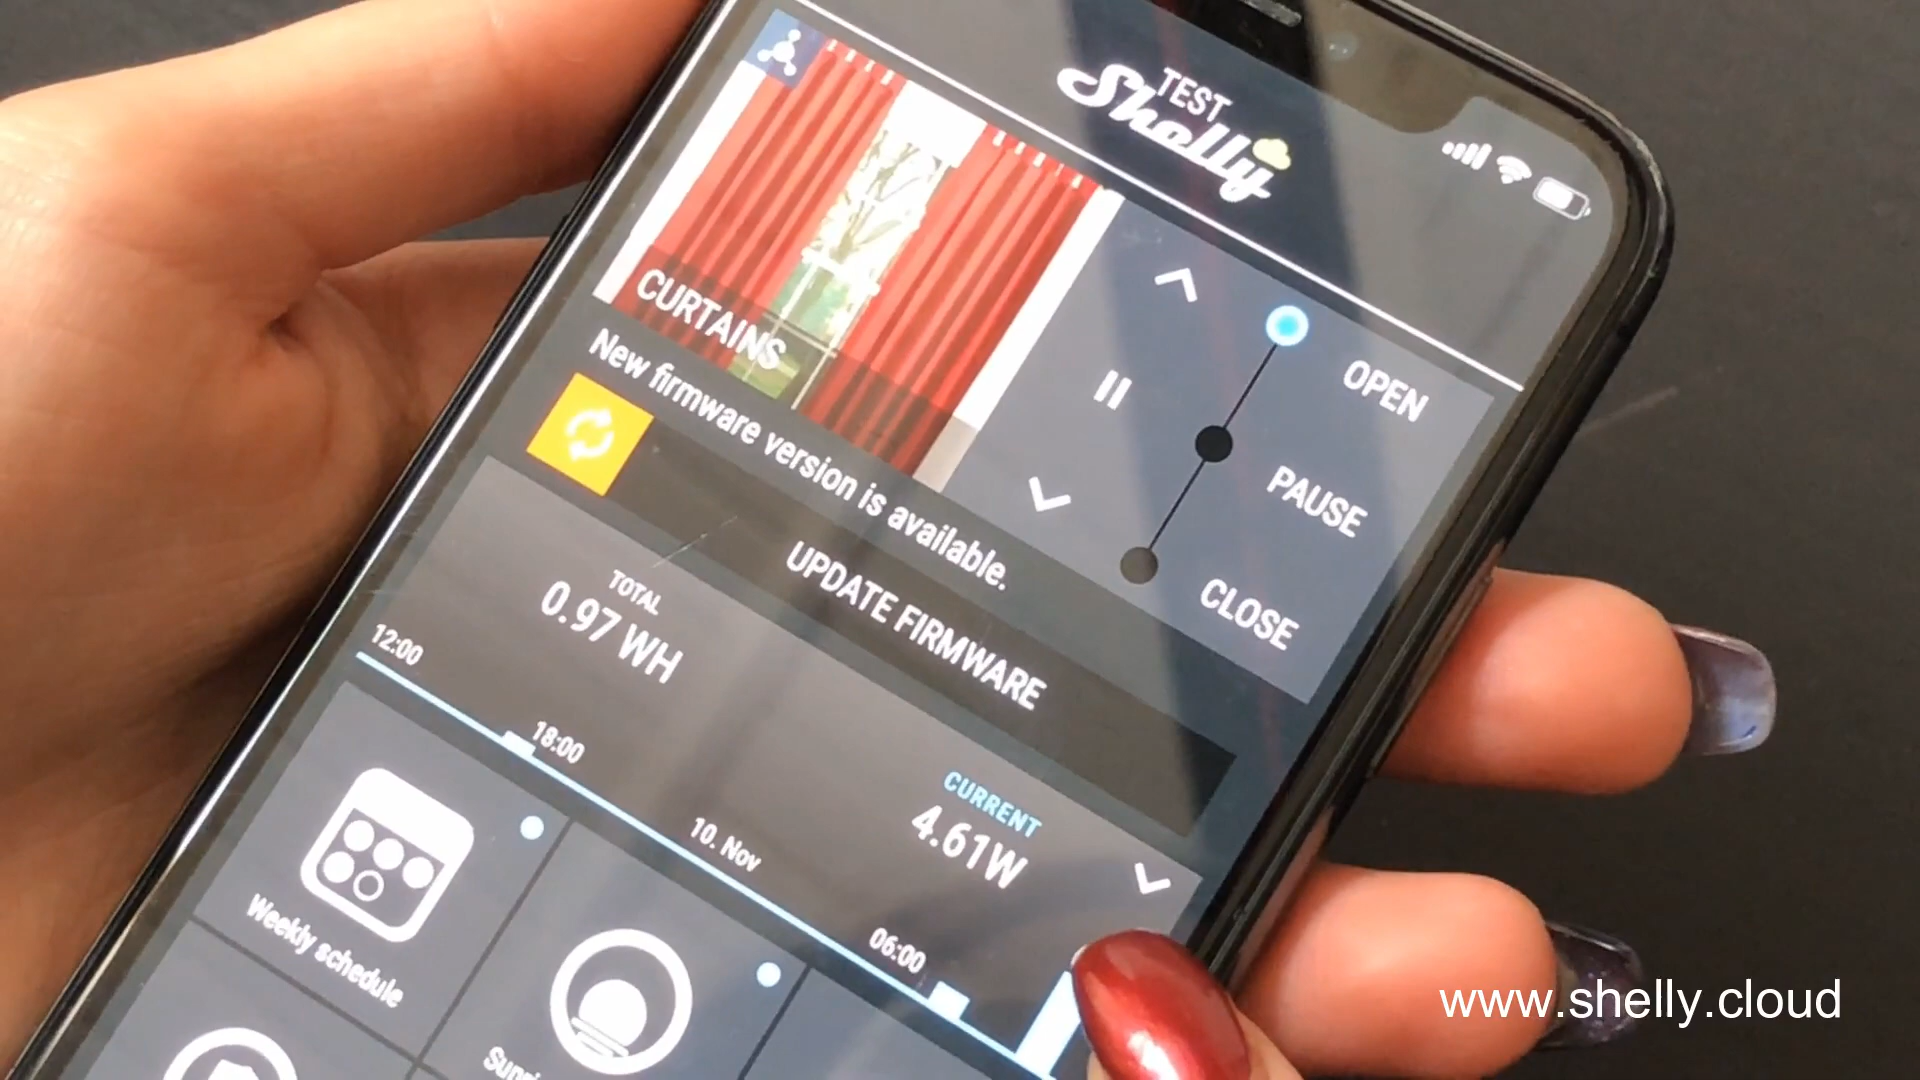 TEST
Shelly
CURTAINS
OPEN
PAUSE
CLOSE
New firmware version is available.
UPDATE FIRMWARE
TOTAL
0.97 WH
CURRENT
4.61W
12:00
18:00
10. Nov
06:00
Weekly schedule
www.shelly.cloud